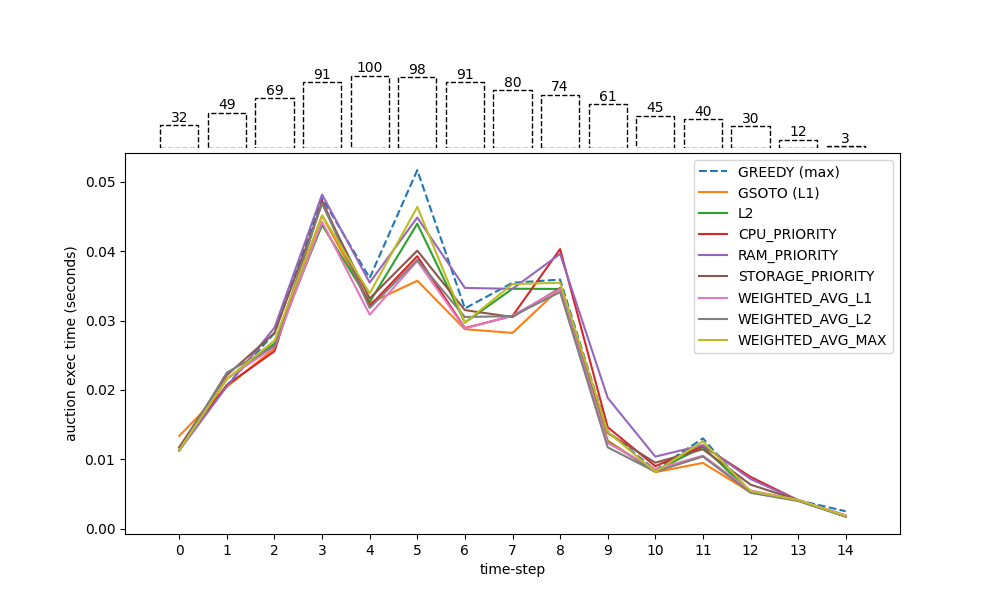 32 49 69 91 100 98 91 80 74 61 45 40 30 12 3
0.05
0.04
0.03
0.02
0.01
0.00
auction exec time (seconds)
GREEDY (max)
GSOTO (L1)
L2
CPU_PRIORITY
RAM_PRIORITY
STORAGE_PRIORITY
WEIGHTED_AVG_L1
WEIGHTED_AVG_L2
WEIGHTED_AVG_MAX
0 1 2 3 4 5 6 7 8 9 10 11 12 13 14
time-step